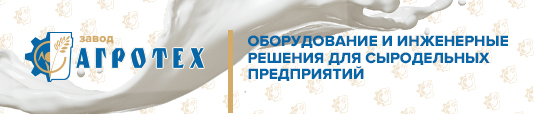 завод
АГРОТЕХ
ОБОРУДОВАНИЕ И ИНЖЕНЕРНЫЕ
РЕШЕНИЯ ДЛЯ СЫРОДЕЛЬНЫХ
ПРЕДПРИЯТИЙ